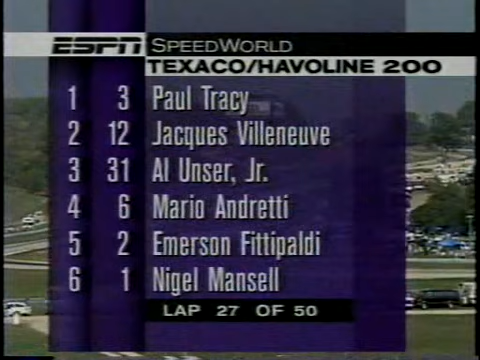 ESPN SPEEDWORLD
TEXACO/HAVOLINE 200
1 3 Paul Tracy
2 12 Jacques Villeneuve
3 31 Al Unser, Jr.
4 6 Mario Andretti
5 2 Emerson Fittipaldi
6 1 Nigel Mansell
LAP 27 OF 50